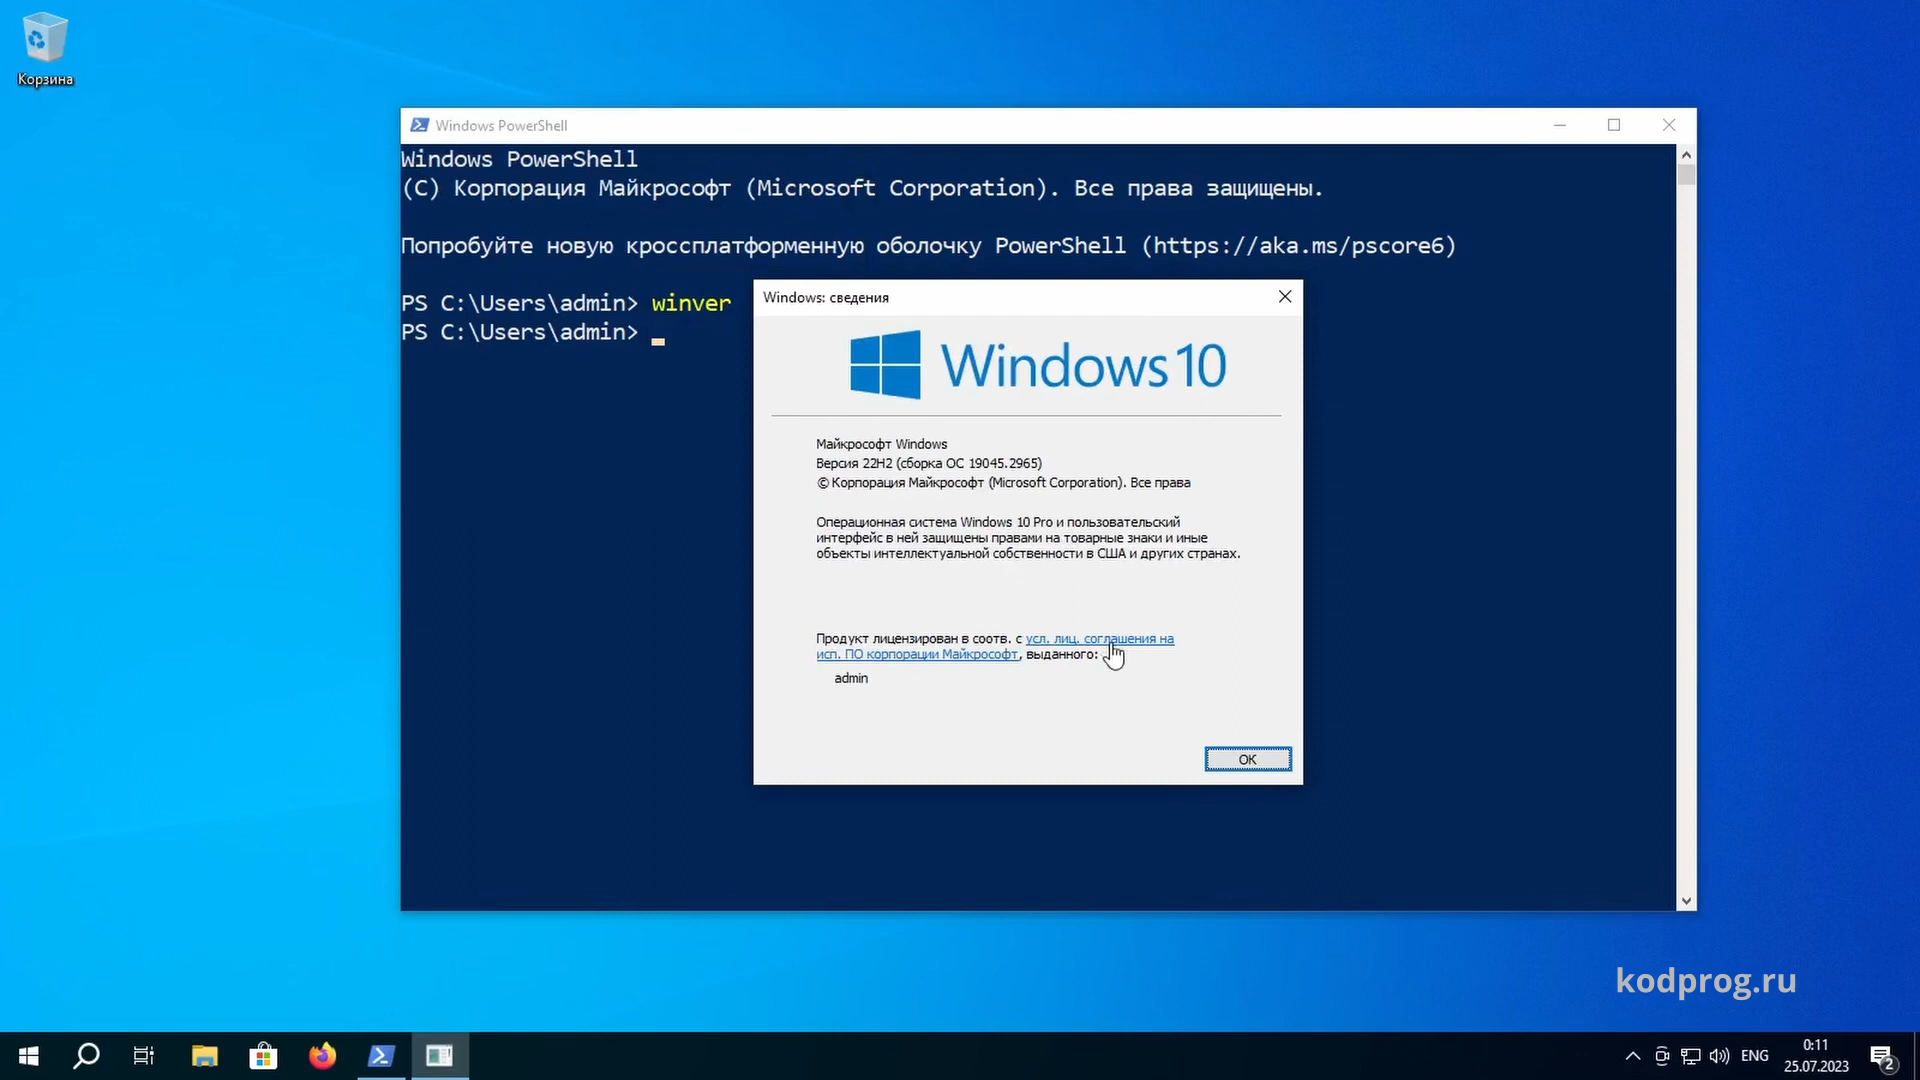 Корзина
Windows PowerShell
Windows PowerShell
(C) Корпорация Майкрософт (Microsoft Corporation). Все права защищены.
Попробуйте новую кроссплатформенную оболочку PowerShell (https://aka.ms/pscore6)
PS C:\Users\admin> winver
PS C:\Users\admin>
Windows: сведения
Windows 10
Майкрософт Windows
Версия 22H2 (сборка ОС 19045.2965)
© Корпорация Майкрософт (Microsoft Corporation). Все права
Операционная система Windows 10 Pro и пользовательский
интерфейс в ней защищены правами на товарные знаки и иные
объекты интеллектуальной собственности в США и других странах.
Продукт лицензирован в соотв. с усл. лиц. соглашения на
исп. ПО корпорации Майкрософт, выданного:
admin
OK
kodprog.ru
ENG
0:11
25.07.2023
2